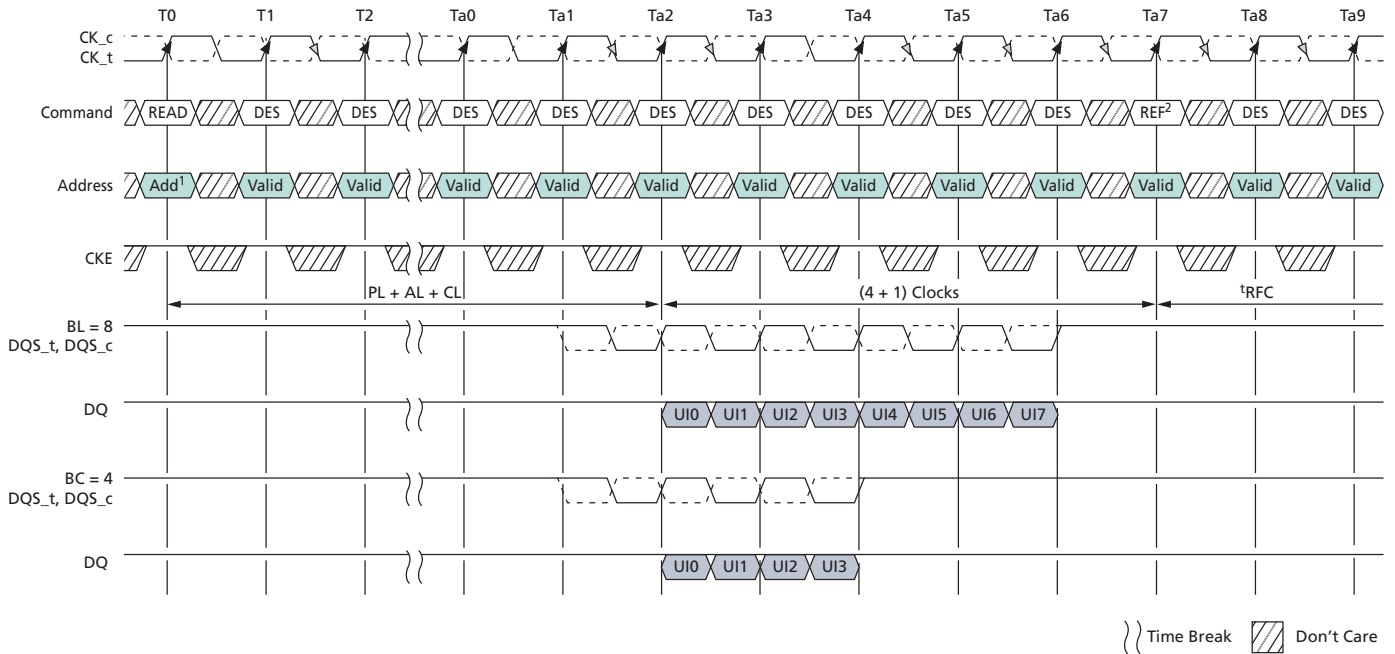 T0 T1 T2 Ta0 Ta1 Ta2 Ta3 Ta4 Ta5 Ta6 Ta7 Ta8 Ta9
CK_c
CK_t
Command READ DES DES DES DES DES DES DES DES DES REF2 DES DES
Address Add1 Valid Valid Valid Valid Valid Valid Valid Valid Valid Valid Valid Valid
CKE
PL + AL + CL (4 + 1) Clocks tRFC
BL = 8
DQS_t, DQS_c
DQ UI0 UI1 UI2 UI3 UI4 UI5 UI6 UI7
BC = 4
DQS_t, DQS_c
DQ UI0 UI1 UI2 UI3
Time Break Don't Care